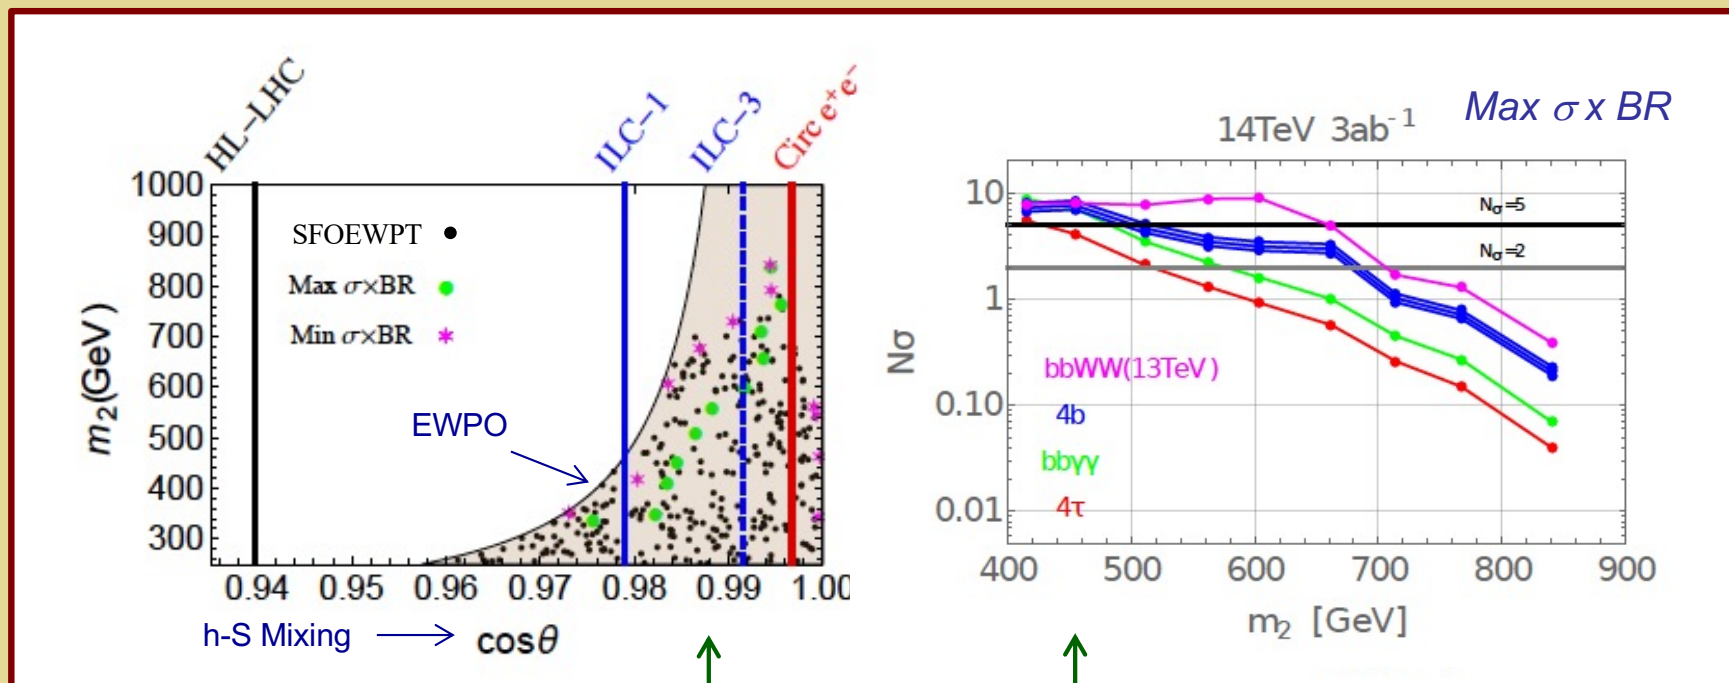 HL-LHC
ILC-1
ILC-3
Circ e⁺e⁻
1000
900
800
700
600
500
400
300
m₂(GeV)
SFOEWPT
Max σ×BR
Min σ×BR
EWPO
0.94 0.95 0.96 0.97 0.98 0.99 1.00
h-S Mixing
cosθ
Max σ x BR
14TeV 3ab⁻¹
10
1
0.10
0.01
Nσ
Nσ=5
Nσ=2
bbWW(13TeV)
4b
bbγγ
4τ
400 500 600 700 800 900
m₂ [GeV]